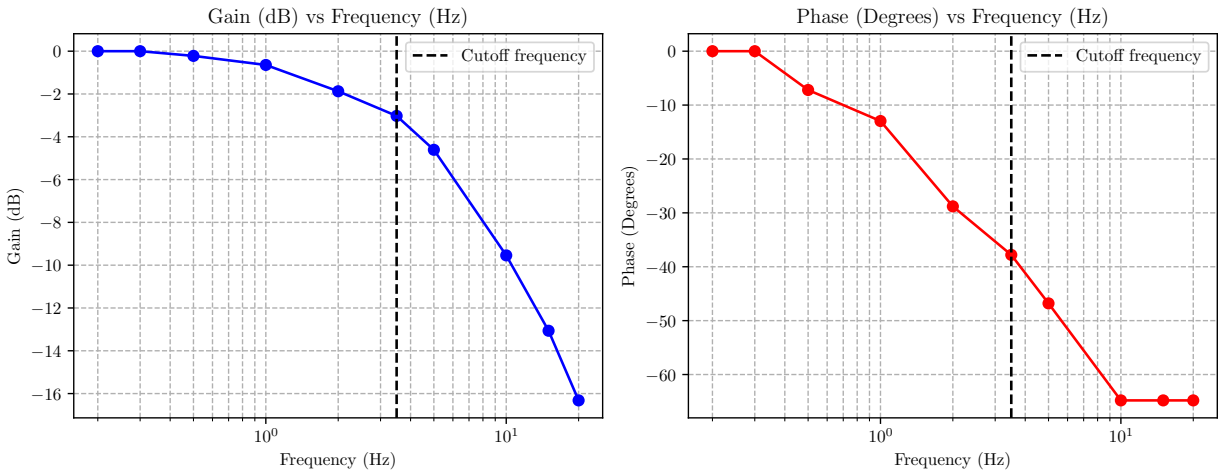 Gain (dB) vs Frequency (Hz)
Cutoff frequency
0
−2
−4
−6
−8
−10
−12
−14
−16
Gain (dB)
10⁰
10¹
Frequency (Hz)
Phase (Degrees) vs Frequency (Hz)
Cutoff frequency
0
−10
−20
−30
−40
−50
−60
Phase (Degrees)
10⁰
10¹
Frequency (Hz)